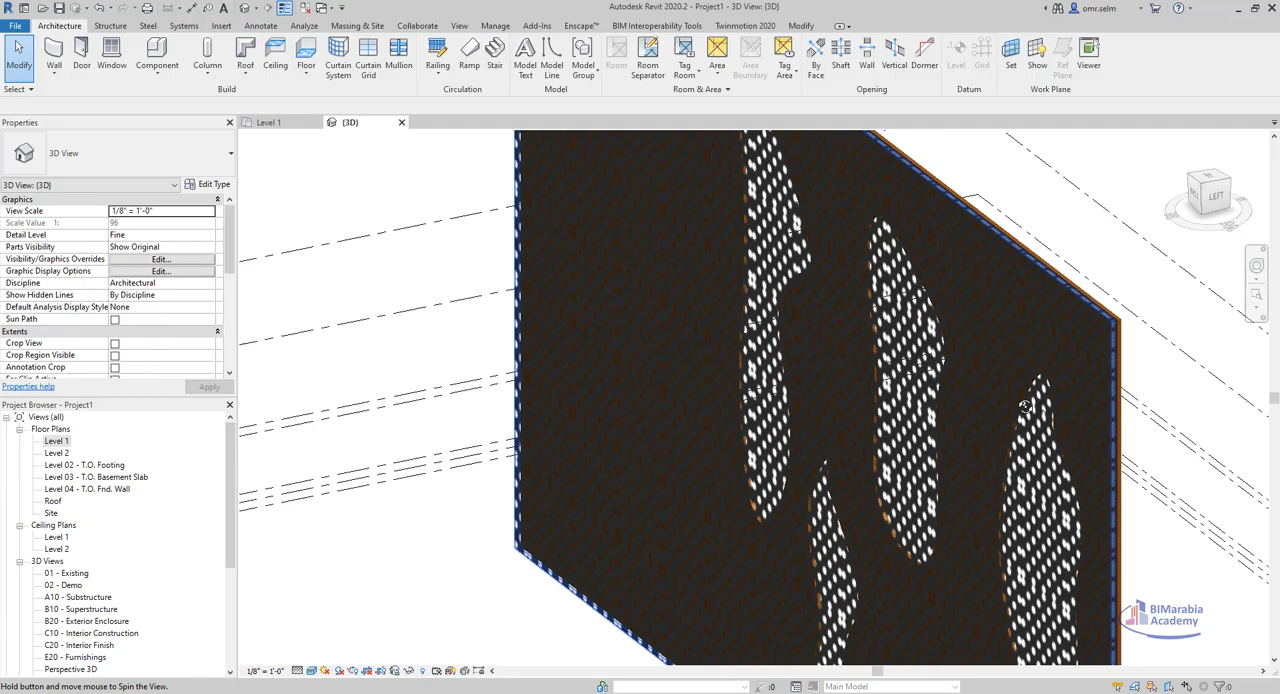 Autodesk Revit 2020.2 - Project1 - 3D View: {3D}
omr.selm
File Architecture Structure Steel Systems Insert Annotate Analyze Massing & Site Collaborate View Manage Add-Ins Enscape™ BIM Interoperability Tools Twinmotion 2020 Modify
Modify Wall Door Window Component Column Roof Ceiling Floor Curtain System Curtain Grid Mullion Railing Ramp Stair Model Text Model Line Model Group Room Room Separator Tag Room Area Area Boundary Tag Area By Face Shaft Wall Vertical Dormer Level Grid Set Show Ref Plane Viewer
Select Build Circulation Model Room & Area Opening Datum Work Plane
Properties
Level 1
{3D}
3D View
3D View: {3D} Edit Type
Graphics
View Scale 1/8" = 1'-0"
Scale Value 1: 96
Detail Level Fine
Parts Visibility Show Original
Visibility/Graphics Overrides Edit...
Graphic Display Options Edit...
Discipline Architectural
Show Hidden Lines By Discipline
Default Analysis Display Style None
Sun Path
Extents
Crop View
Crop Region Visible
Annotation Crop
Properties help Apply
Project Browser - Project1
Views (all)
Floor Plans
Level 1
Level 2
Level 02 - T.O. Footing
Level 03 - T.O. Basement Slab
Level 04 - T.O. Fnd. Wall
Roof
Site
Ceiling Plans
Level 1
Level 2
3D Views
01 - Existing
02 - Demo
A10 - Substructure
B10 - Superstructure
B20 - Exterior Enclosure
C10 - Interior Construction
C20 - Interior Finish
E20 - Furnishings
Perspective 3D
LEFT
BIMarabia
Academy
1/8" = 1'-0"
Hold button and move mouse to Spin the View.
:0
Main Model
:0